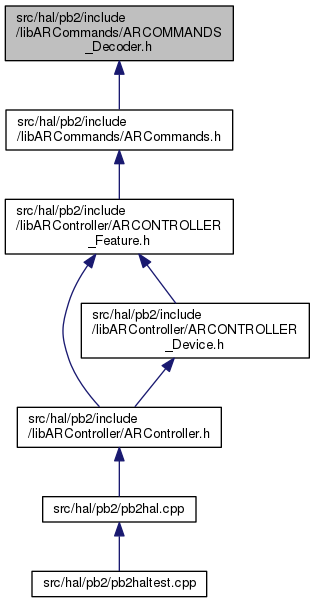 src/hal/pb2/include
/libARCommands/ARCOMMANDS
_Decoder.h
src/hal/pb2/include
/libARCommands/ARCommands.h
src/hal/pb2/include
/libARController/ARCONTROLLER
_Feature.h
src/hal/pb2/include
/libARController/ARCONTROLLER
_Device.h
src/hal/pb2/include
/libARController/ARController.h
src/hal/pb2/pb2hal.cpp
src/hal/pb2/pb2haltest.cpp